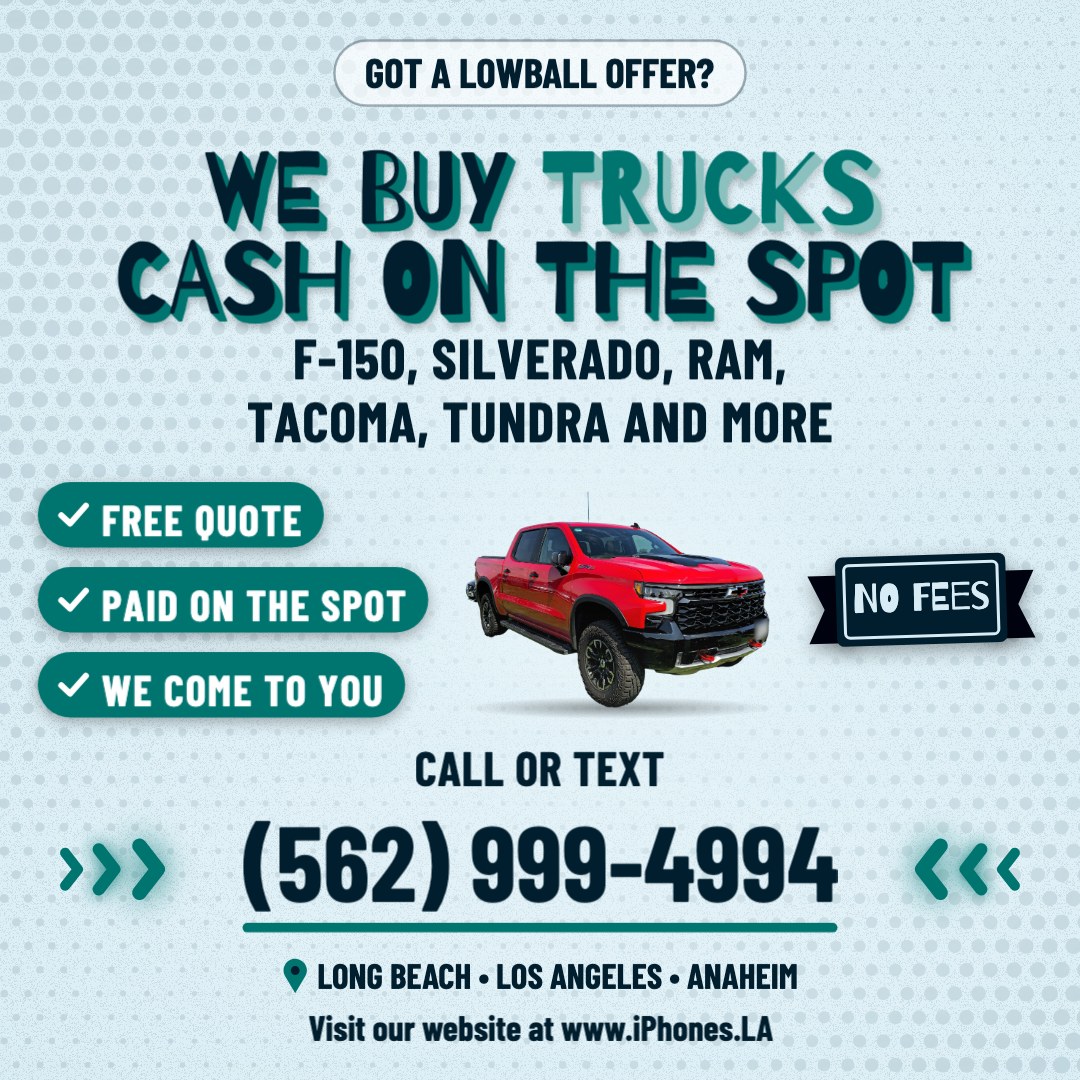 GOT A LOWBALL OFFER?
WE BUY TRUCKS
CASH ON THE SPOT
F-150, SILVERADO, RAM,
TACOMA, TUNDRA AND MORE
FREE QUOTE
PAID ON THE SPOT
WE COME TO YOU
NO FEES
CALL OR TEXT
(562) 999-4994
LONG BEACH • LOS ANGELES • ANAHEIM
Visit our website at www.iPhones.LA